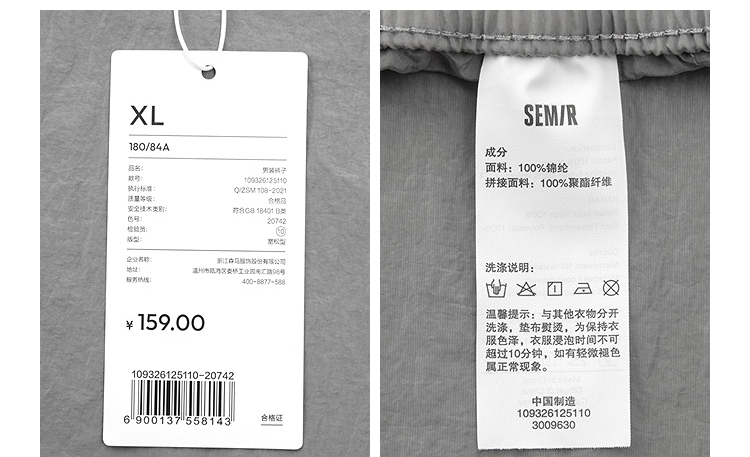 XL
180/84A
品名: 男装裤子
款号: 109326125110
执行标准: Q/ZSM 108-2021
质量等级: 合格品
安全技术类别: 符合GB 18401 B类
色号: 20742
检验员: 10
版型: 宽松型
企业名称: 浙江森马服饰股份有限公司
地址: 温州市瓯海区娄桥工业园南汇路98号
服务热线: 400-8877-588
¥ 159.00
109326125110-20742
6 900137 558143
合格证
SEMIR
成分
面料: 100%锦纶
拼接面料: 100%聚酯纤维
洗涤说明:
温馨提示: 与其他衣物分开
洗涤, 垫布熨烫, 为保持衣
服色泽, 衣服浸泡时间不可
超过10分钟, 如有轻微褪色
属正常现象。
中国制造
109326125110
3009630